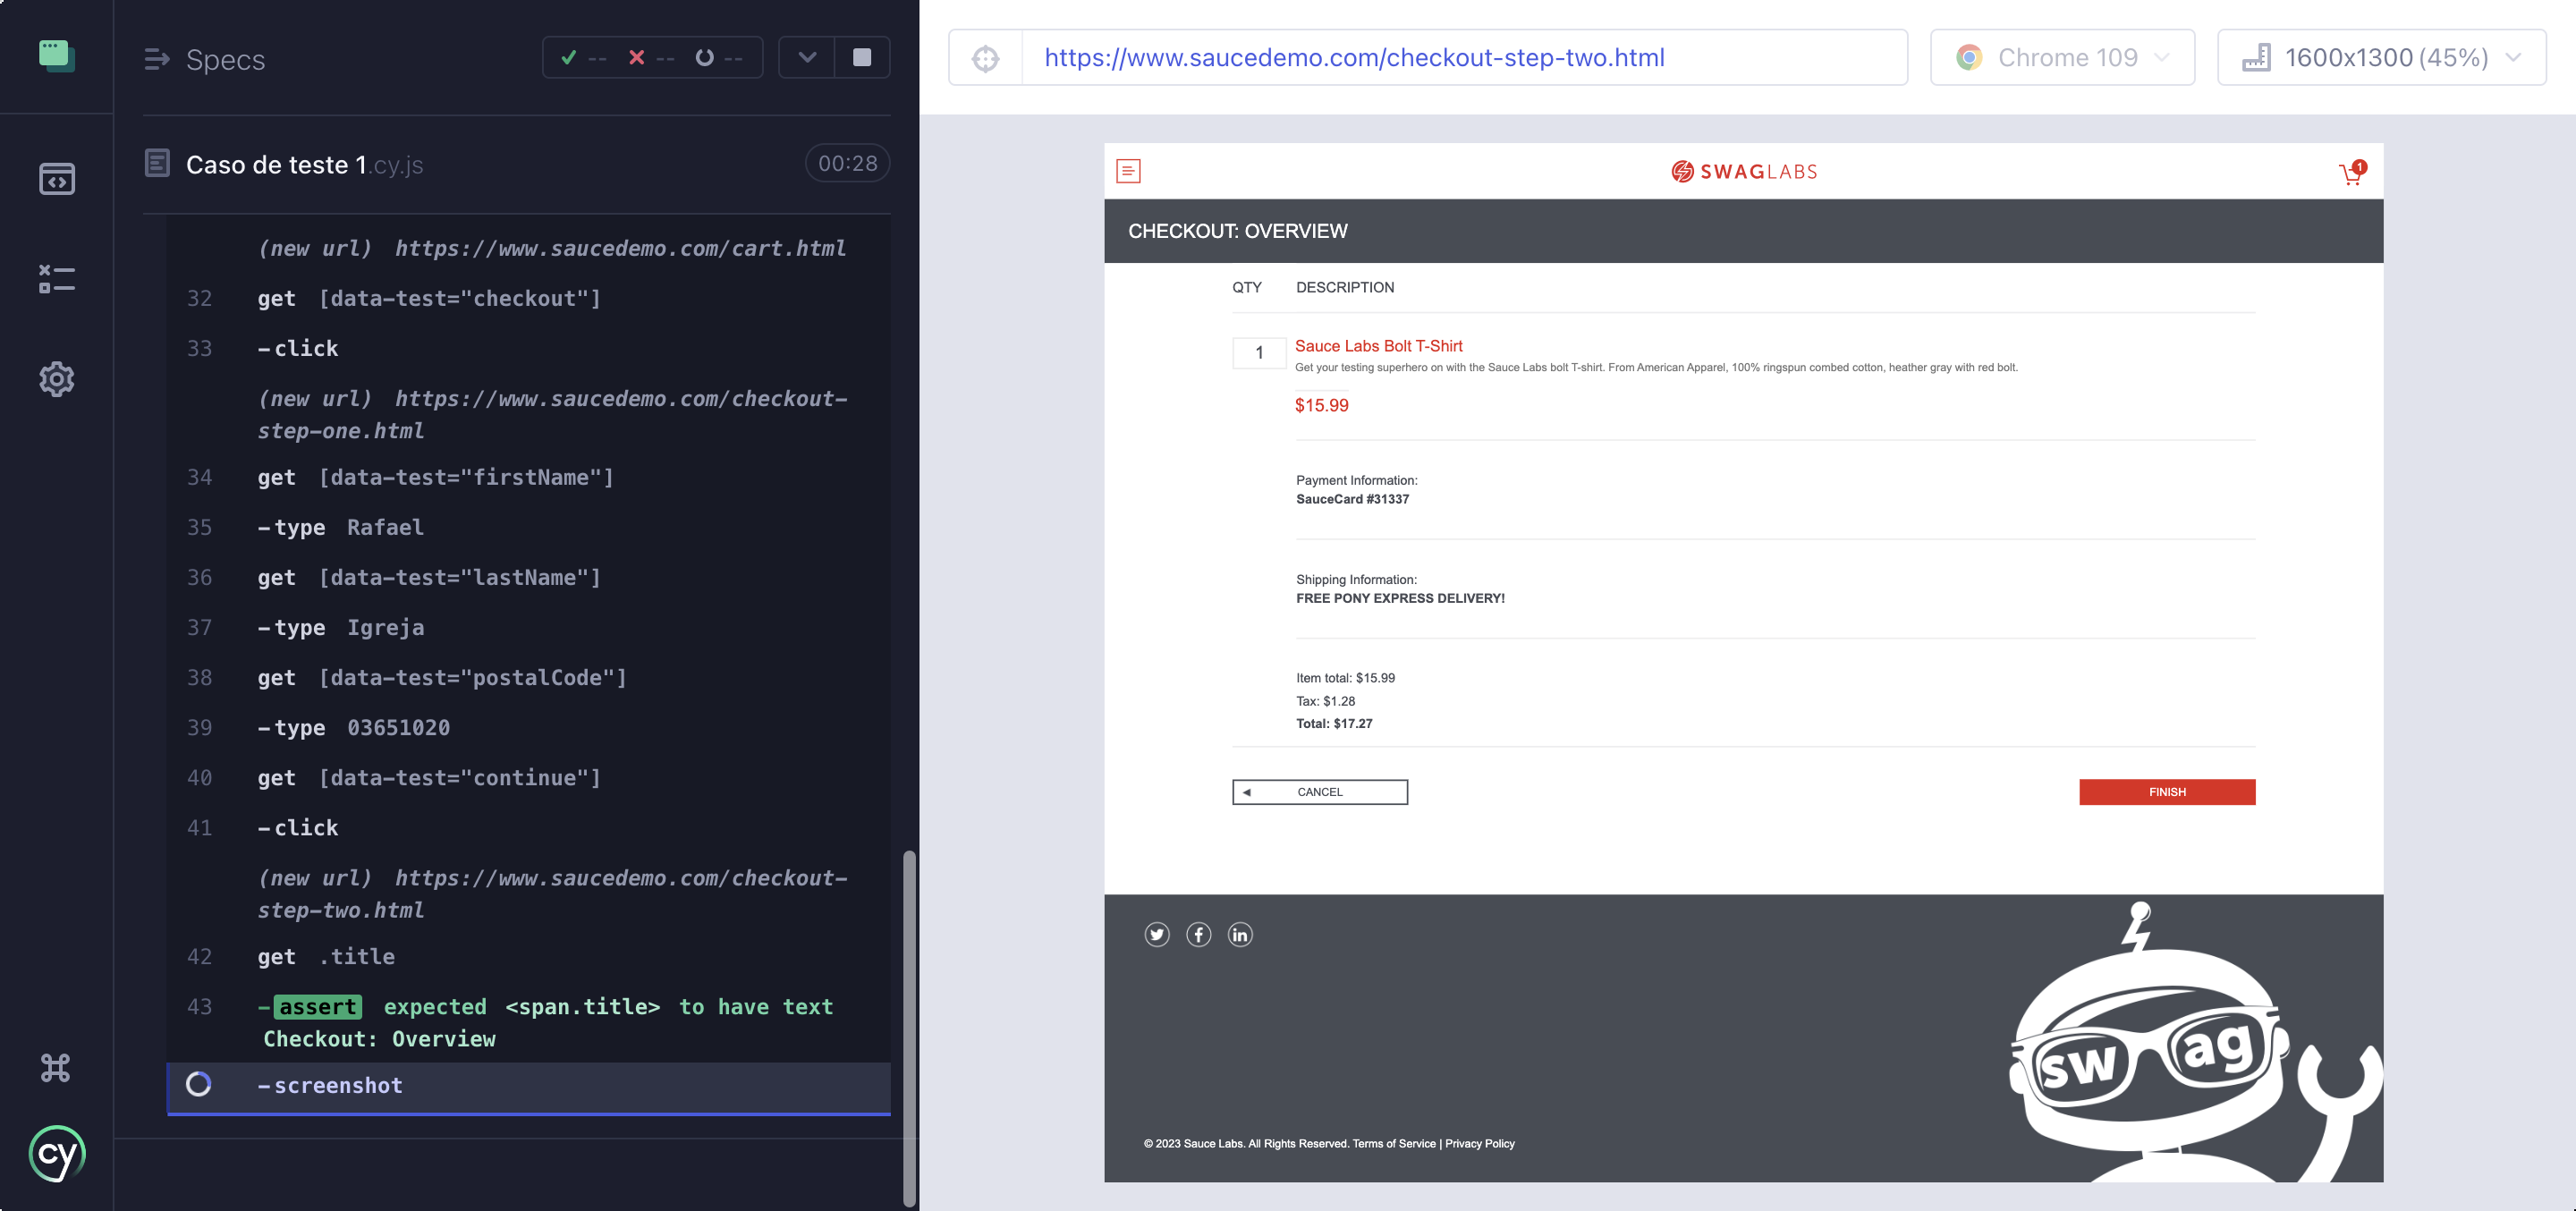 Specs
-- -- --
Caso de teste 1.cy.js 00:28
(new url) https://www.saucedemo.com/cart.html
32 get [data-test="checkout"]
33 -click
(new url) https://www.saucedemo.com/checkout-
step-one.html
34 get [data-test="firstName"]
35 -type Rafael
36 get [data-test="lastName"]
37 -type Igreja
38 get [data-test="postalCode"]
39 -type 03651020
40 get [data-test="continue"]
41 -click
(new url) https://www.saucedemo.com/checkout-
step-two.html
42 get .title
43 -assert expected <span.title> to have text
Checkout: Overview
-screenshot
cy
https://www.saucedemo.com/checkout-step-two.html
Chrome 109
1600x1300 (45%)
SWAGLABS
1
CHECKOUT: OVERVIEW
QTY DESCRIPTION
1
Sauce Labs Bolt T-Shirt
Get your testing superhero on with the Sauce Labs bolt T-shirt. From American Apparel, 100% ringspun combed cotton, heather gray with red bolt.
$15.99
Payment Information:
SauceCard #31337
Shipping Information:
FREE PONY EXPRESS DELIVERY!
Item total: $15.99
Tax: $1.28
Total: $17.27
CANCEL
FINISH
swag
© 2023 Sauce Labs. All Rights Reserved. Terms of Service | Privacy Policy